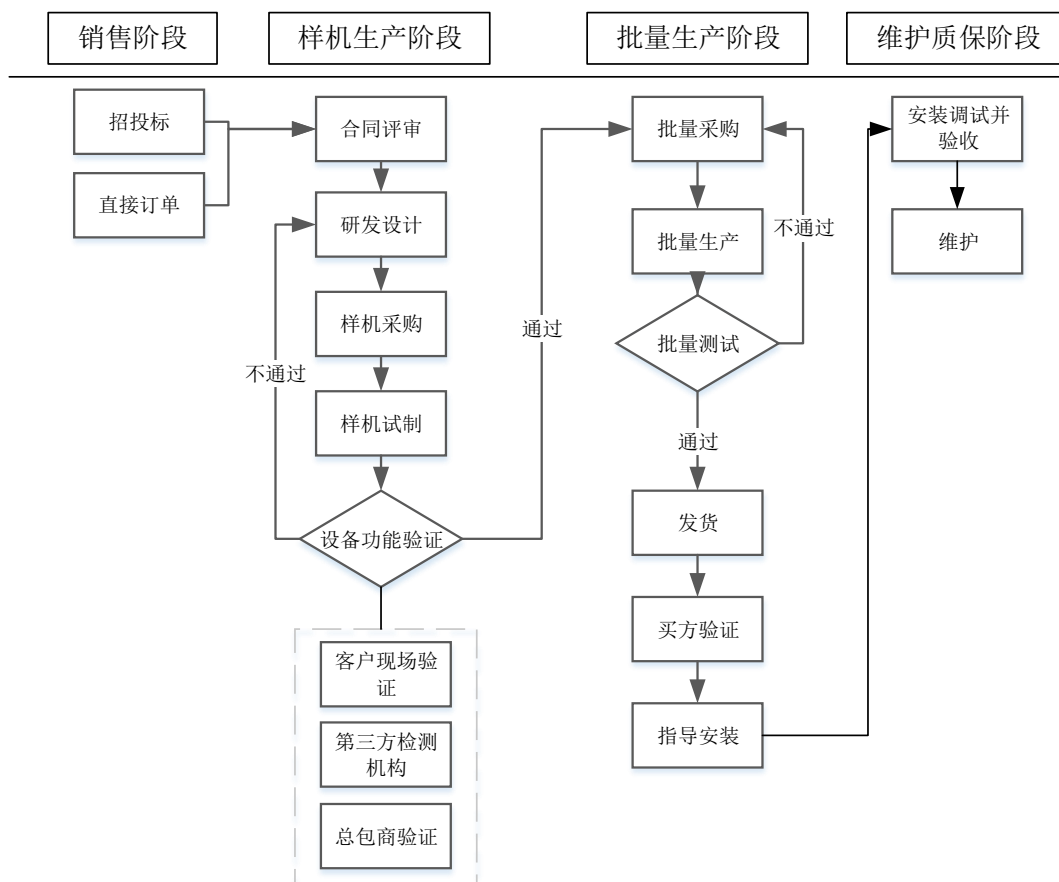 销售阶段
样机生产阶段
批量生产阶段
维护质保阶段
招投标
直接订单
合同评审
研发设计
样机采购
样机试制
不通过
设备功能验证
客户现场验
证
第三方检测
机构
总包商验证
通过
批量采购
批量生产
不通过
批量测试
通过
发货
买方验证
指导安装
安装调试并
验收
维护